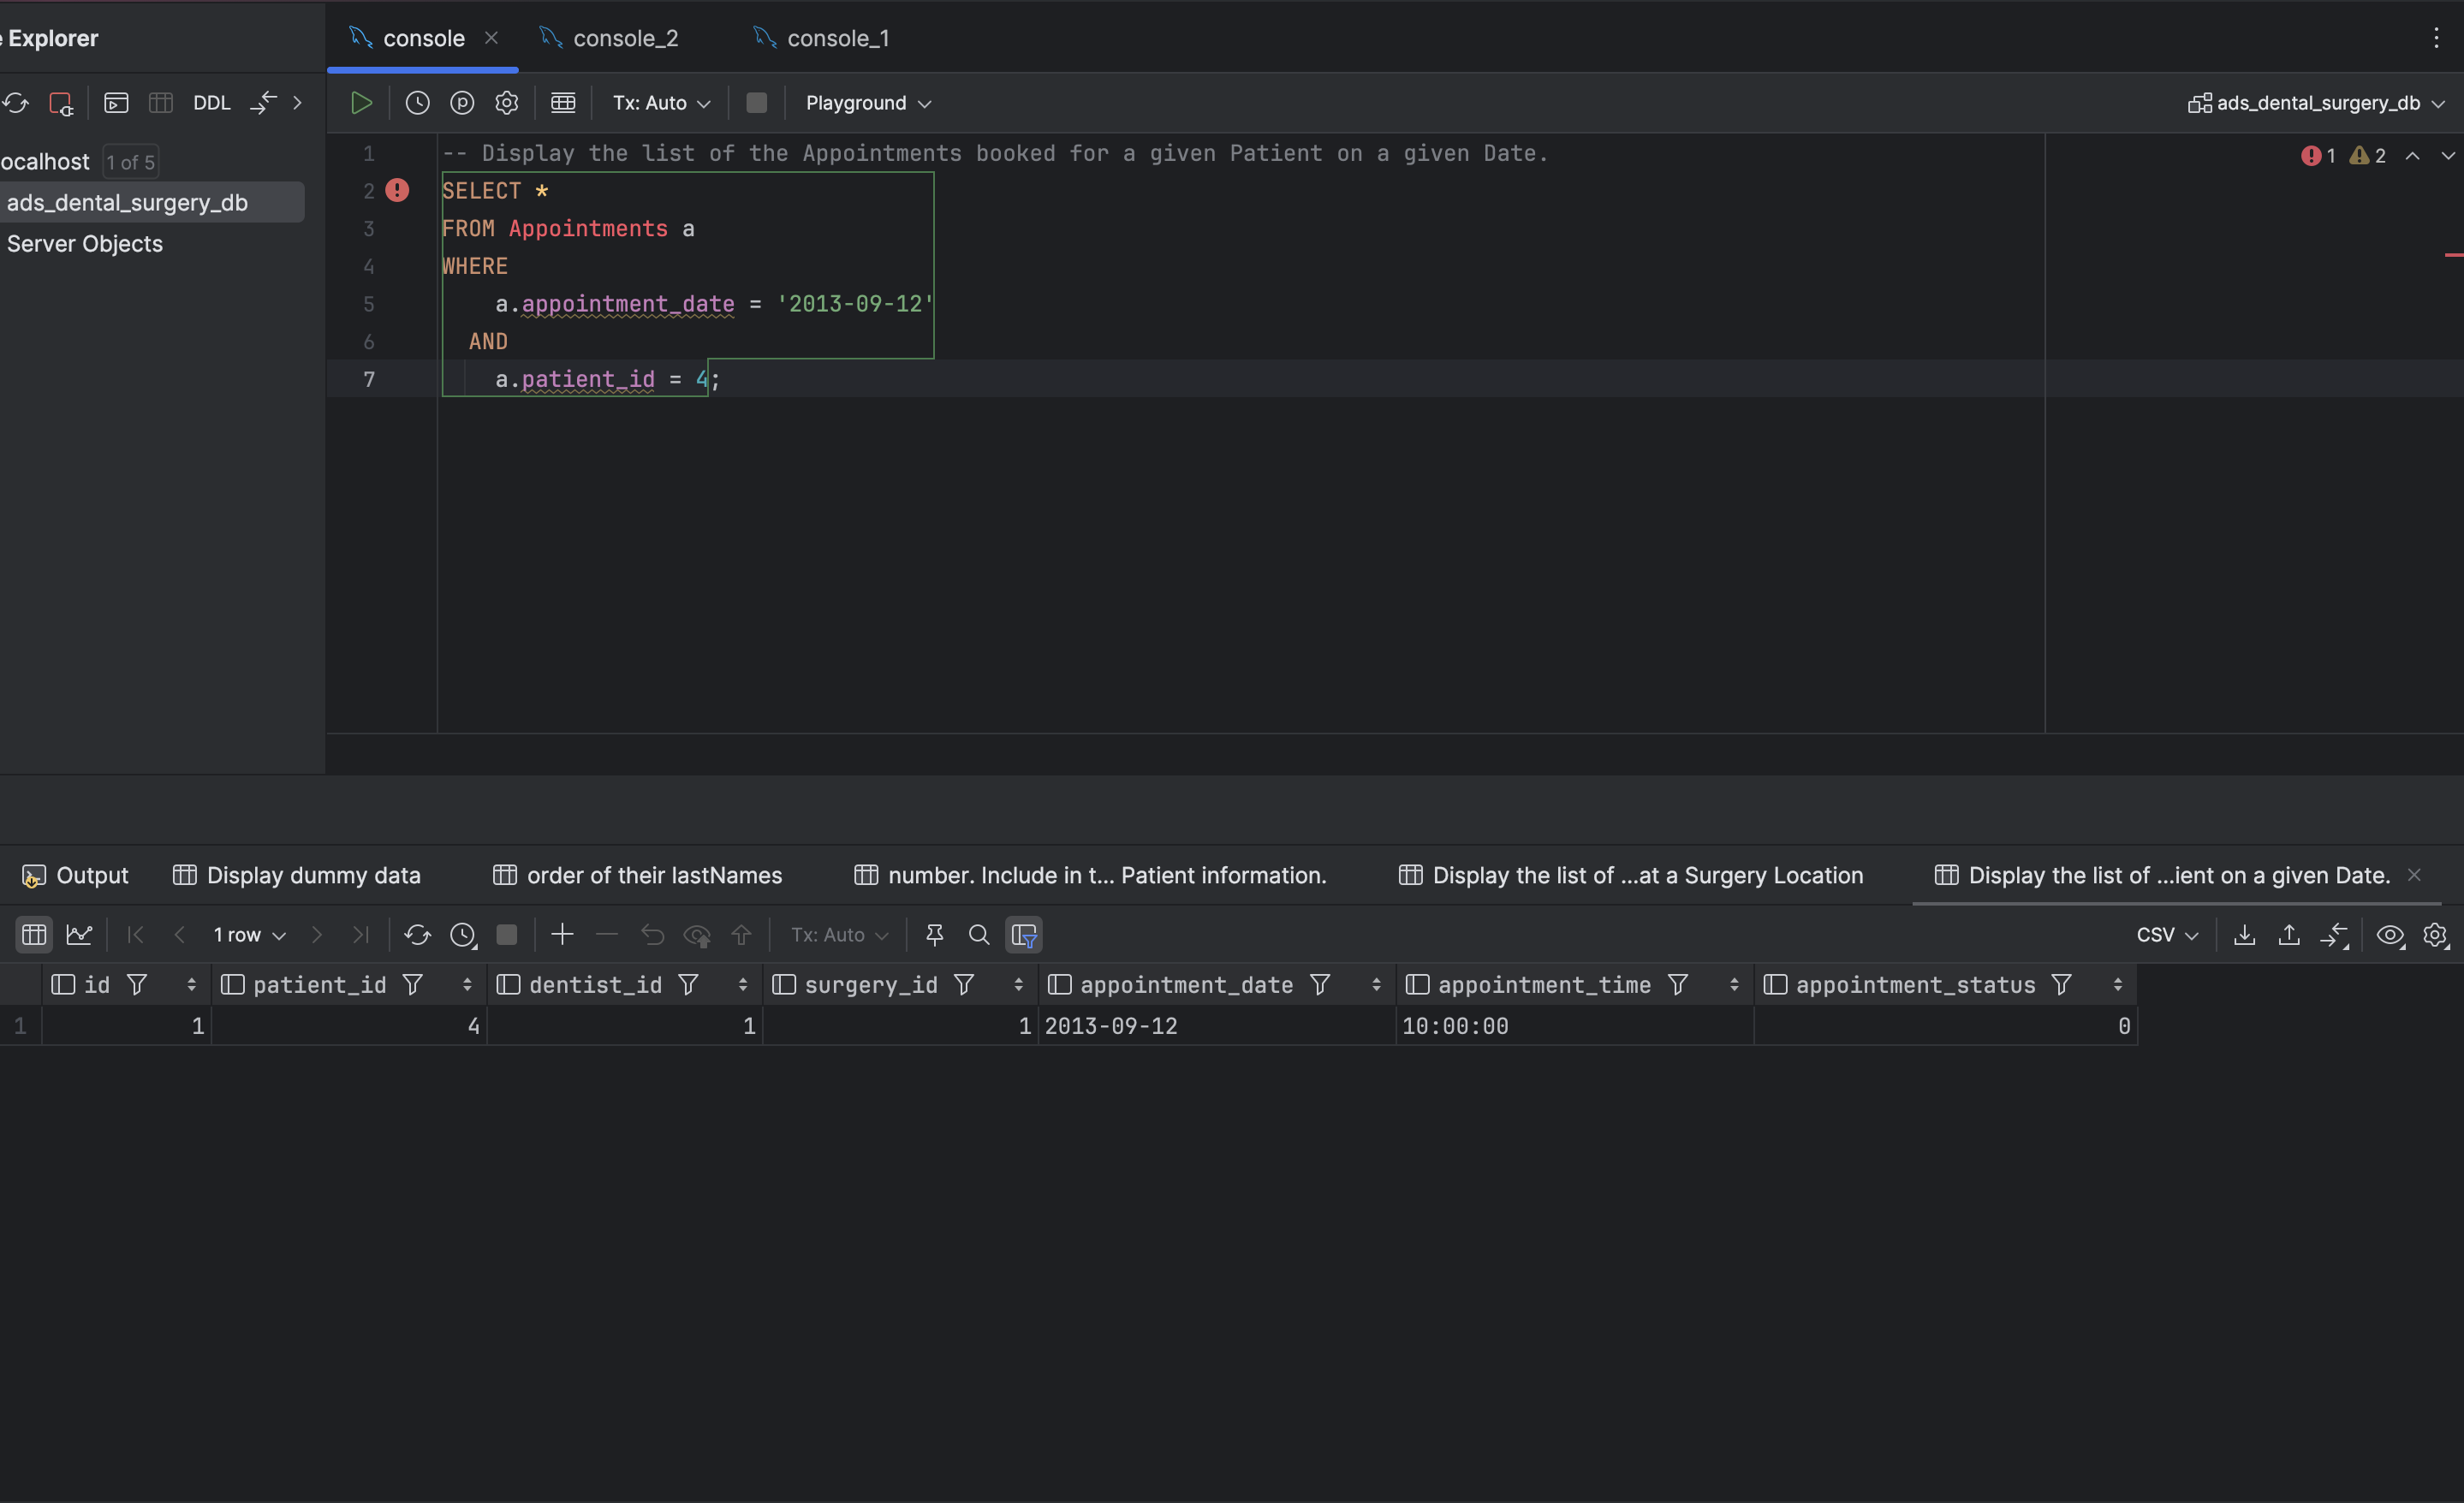 e Explorer
console
console_2
console_1
DDL
Tx: Auto
Playground
ads_dental_surgery_db
ocalhost 1 of 5
ads_dental_surgery_db
Server Objects
1 -- Display the list of the Appointments booked for a given Patient on a given Date.
2 SELECT *
3 FROM Appointments a
4 WHERE
5 a.appointment_date = '2013-09-12'
6 AND
7 a.patient_id = 4;
1 2
Output
Display dummy data
order of their lastNames
number. Include in t... Patient information.
Display the list of ...at a Surgery Location
Display the list of ...ient on a given Date.
1 row
Tx: Auto
CSV
id patient_id dentist_id surgery_id appointment_date appointment_time appointment_status
1 1 4 1 1 2013-09-12 10:00:00 0